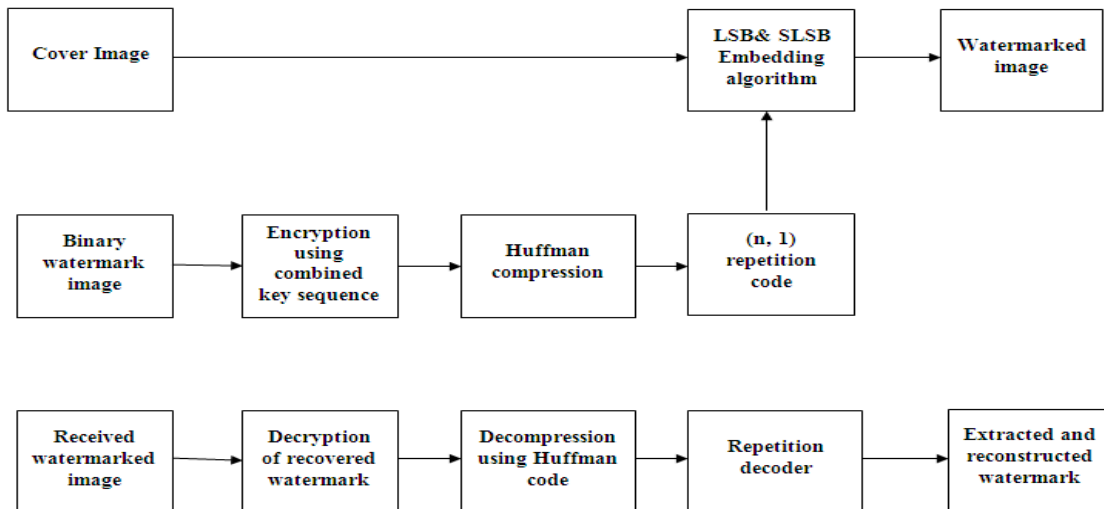 Cover Image
LSB& SLSB
Embedding
algorithm
Watermarked
image
Binary
watermark
image
Encryption
using
combined
key sequence
Huffman
compression
(n, 1)
repetition
code
Received
watermarked
image
Decryption
of recovered
watermark
Decompression
using Huffman
code
Repetition
decoder
Extracted and
reconstructed
watermark